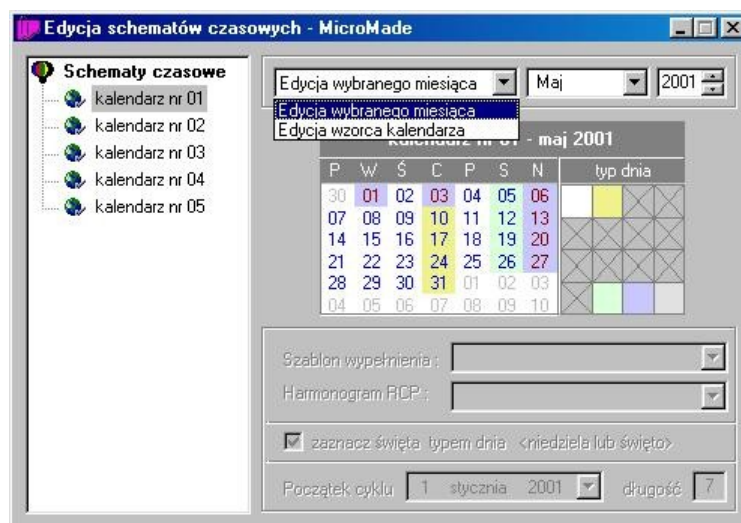 Edycja schematów czasowych - MicroMade
Schematy czasowe
kalendarz nr 01
kalendarz nr 02
kalendarz nr 03
kalendarz nr 04
kalendarz nr 05
Edycja wybranego miesiąca Maj 2001
Edycja wybranego miesiąca
Edycja wzorca kalendarza
kalendarz nr 01 - maj 2001
P W Ś C P S N typ dnia
30 01 02 03 04 05 06
07 08 09 10 11 12 13
14 15 16 17 18 19 20
21 22 23 24 25 26 27
28 29 30 31 01 02 03
04 05 06 07 08 09 10
Szablon wypełnienia :
Harmonogram RCP :
zaznacz święta typem dnia <niedziela lub święto>
Początek cyklu 1 stycznia 2001 długość 7